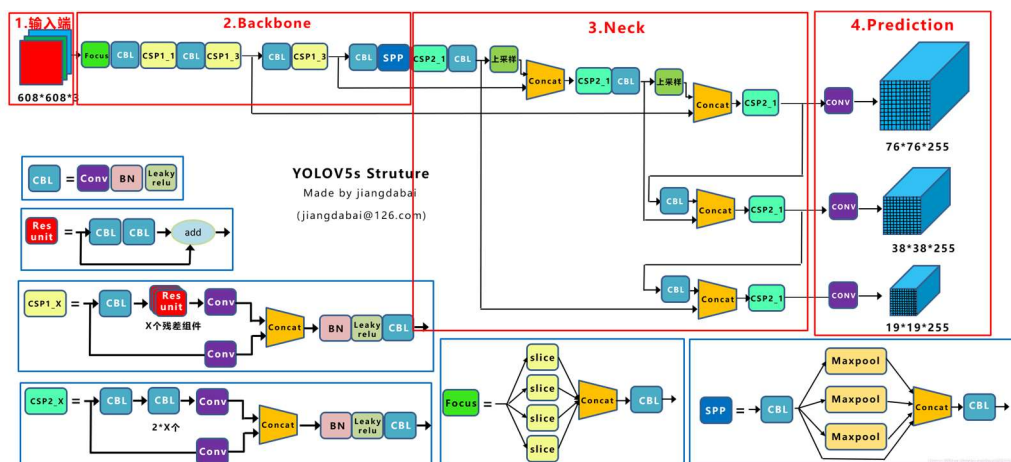 1.输入端
2.Backbone
3.Neck
4.Prediction
Focus CBL CSP1_1 CBL CSP1_3 CBL CSP1_3 CBL SPP CSP2_1 CBL 上采样 Concat CSP2_1 CBL 上采样 Concat CSP2_1 CONV
608*608*3
76*76*255
CBL Concat CSP2_1 CONV
38*38*255
CBL Concat CSP2_1 CONV
19*19*255
YOLOV5s Struture
Made by jiangdabai
(jiangdabai@126.com)
CBL = Conv BN Leaky relu
Res unit = CBL CBL add
CSP1_X = CBL Res unit Conv Concat BN Leaky relu CBL
X个残差组件
Conv
CSP2_X = CBL CBL Conv Concat BN Leaky relu CBL
2*X个
Conv
Focus = slice slice slice slice Concat CBL
SPP = CBL Maxpool Maxpool Maxpool Concat CBL